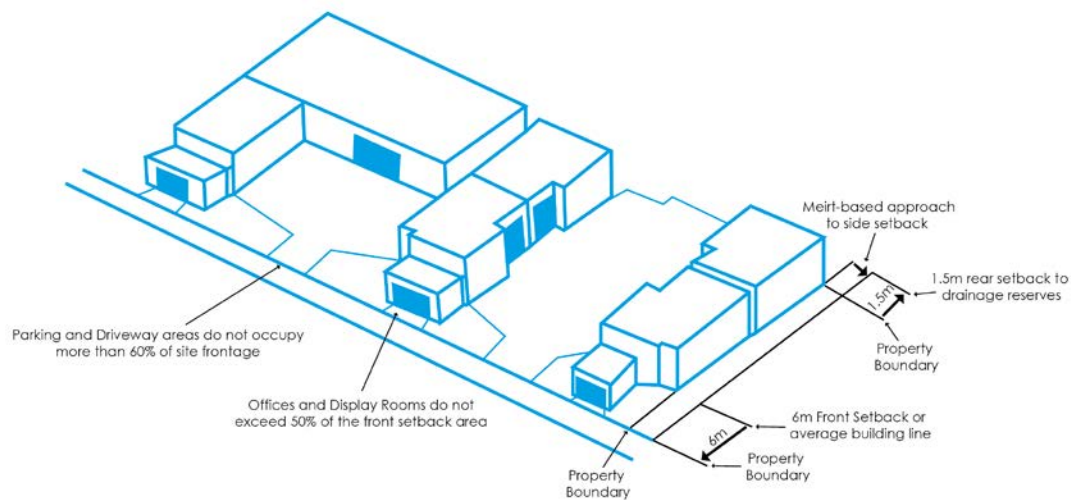 Meirt-based approach
to side setback
1.5m rear setback to
drainage reserves
1.5m
Property
Boundary
Parking and Driveway areas do not occupy
more than 60% of site frontage
Offices and Display Rooms do not
exceed 50% of the front setback area
6m Front Setback or
average building line
6m
Property
Boundary
Property
Boundary